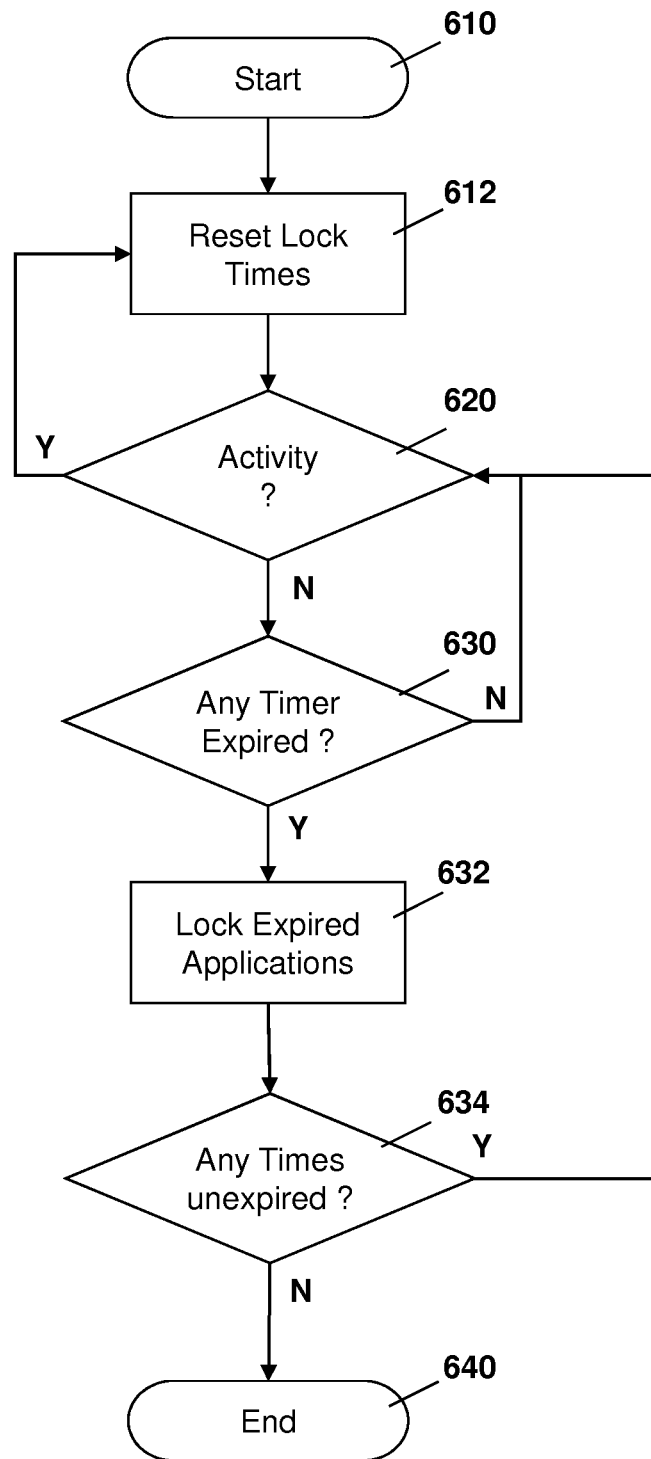 610
Start
612
Reset Lock
Times
620
Y
Activity
?
N
630
Any Timer
Expired ?
N
Y
632
Lock Expired
Applications
634
Any Times
unexpired ?
Y
N
640
End